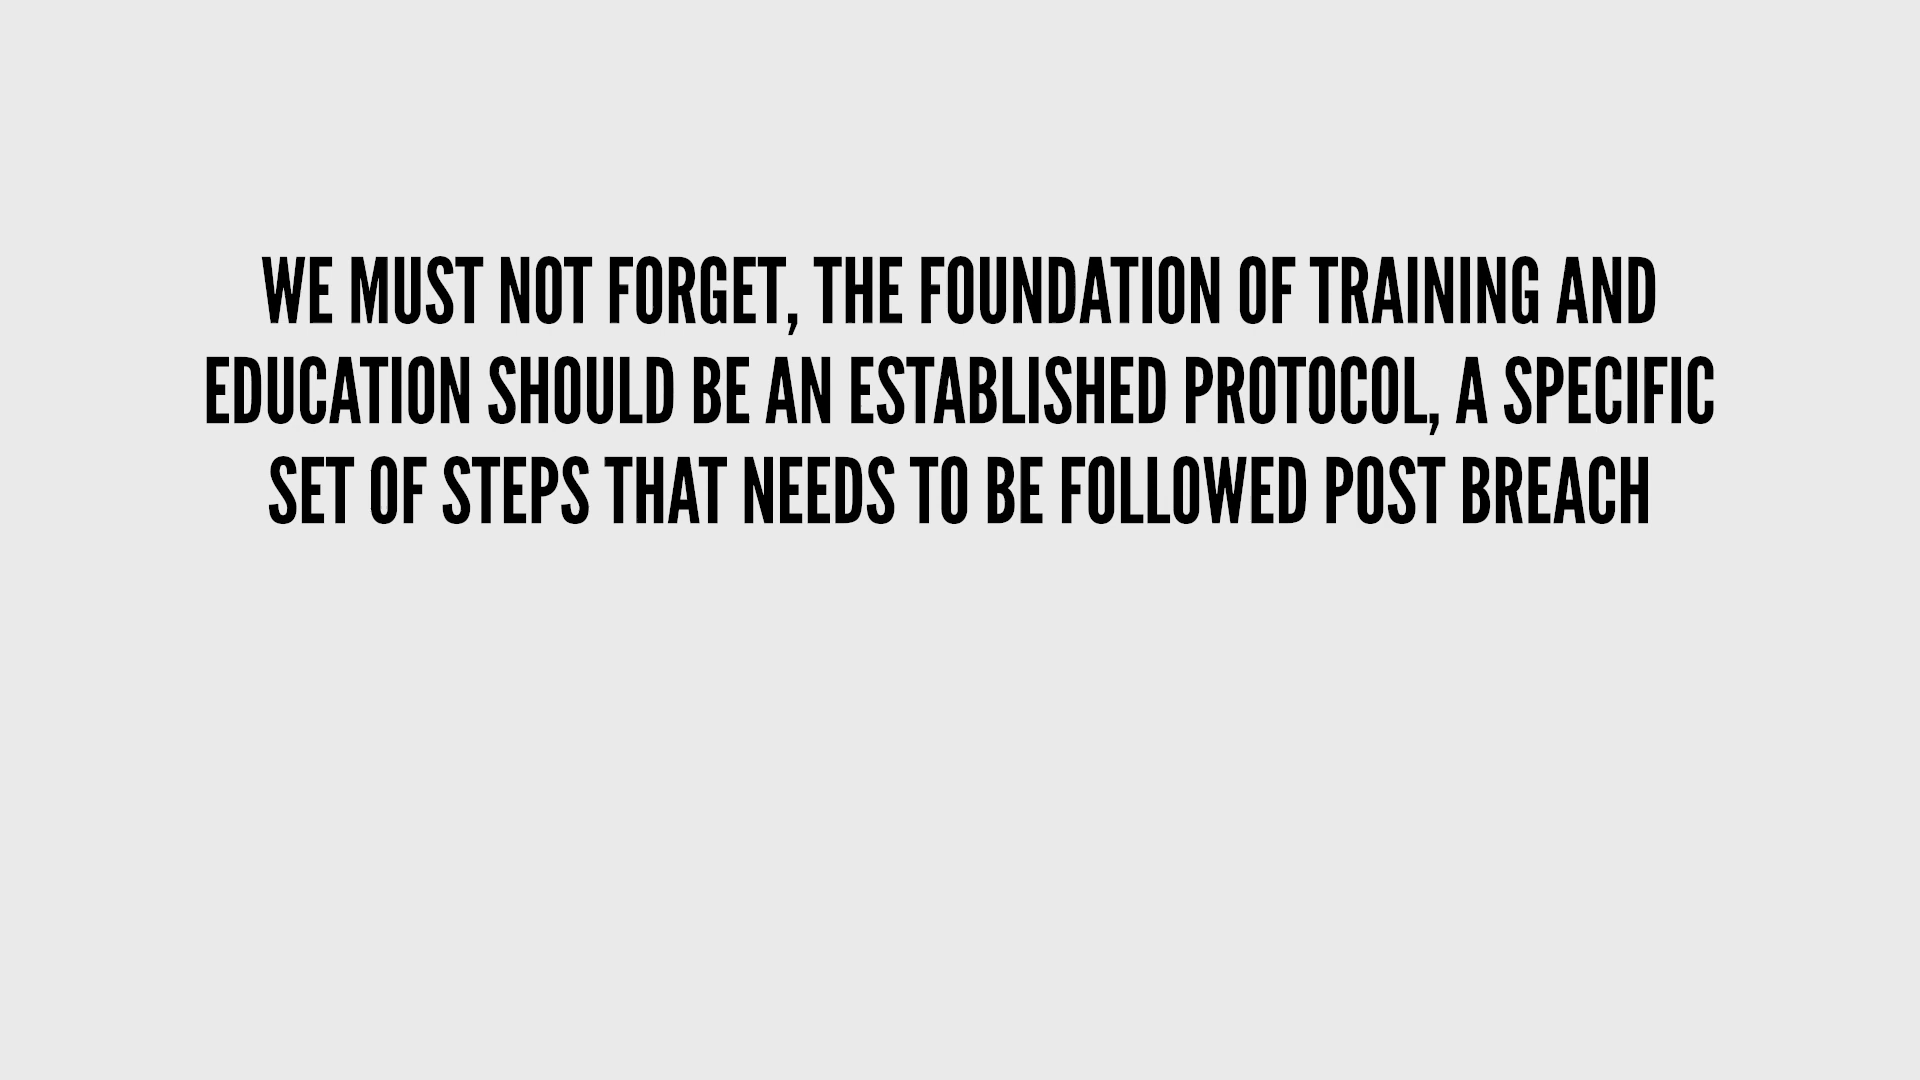 WE MUST NOT FORGET, THE FOUNDATION OF TRAINING AND
EDUCATION SHOULD BE AN ESTABLISHED PROTOCOL, A SPECIFIC
SET OF STEPS THAT NEEDS TO BE FOLLOWED POST BREACH